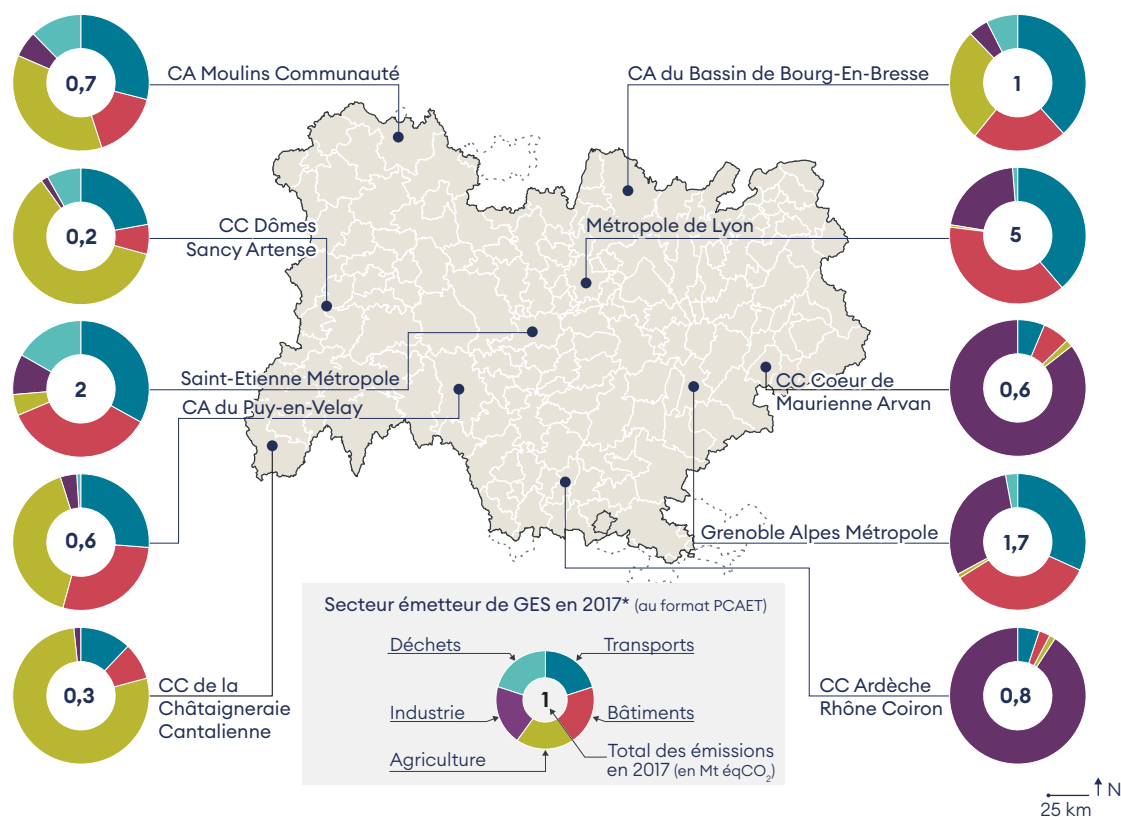 0,7
CA Moulins Communauté
CA du Bassin de Bourg-En-Bresse
1
0,2
CC Dômes
Sancy Artense
Métropole de Lyon
5
2
Saint-Etienne Métropole
CA du Puy-en-Velay
CC Coeur de
Maurienne Arvan
0,6
0,6
Grenoble Alpes Métropole
1,7
0,3
CC de la
Châtaigneraie
Cantalienne
CC Ardèche
Rhône Coiron
0,8
Secteur émetteur de GES en 2017* (au format PCAET)
Déchets
Transports
Industrie
1
Bâtiments
Agriculture
Total des émissions
en 2017 (en Mt éqCO₂)
N
25 km